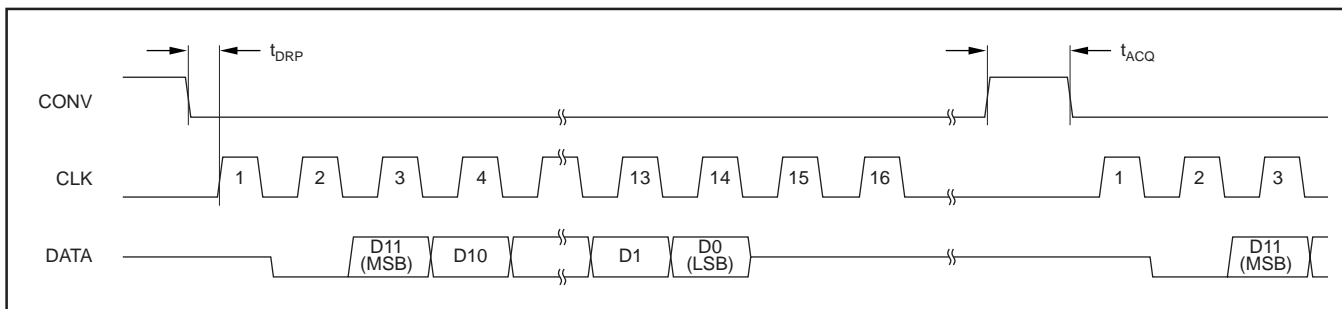 tDRP
tACQ
CONV
CLK
1 2 3 4 13 14 15 16 1 2 3
DATA
D11 (MSB) D10 D1 D0 (LSB) D11 (MSB)